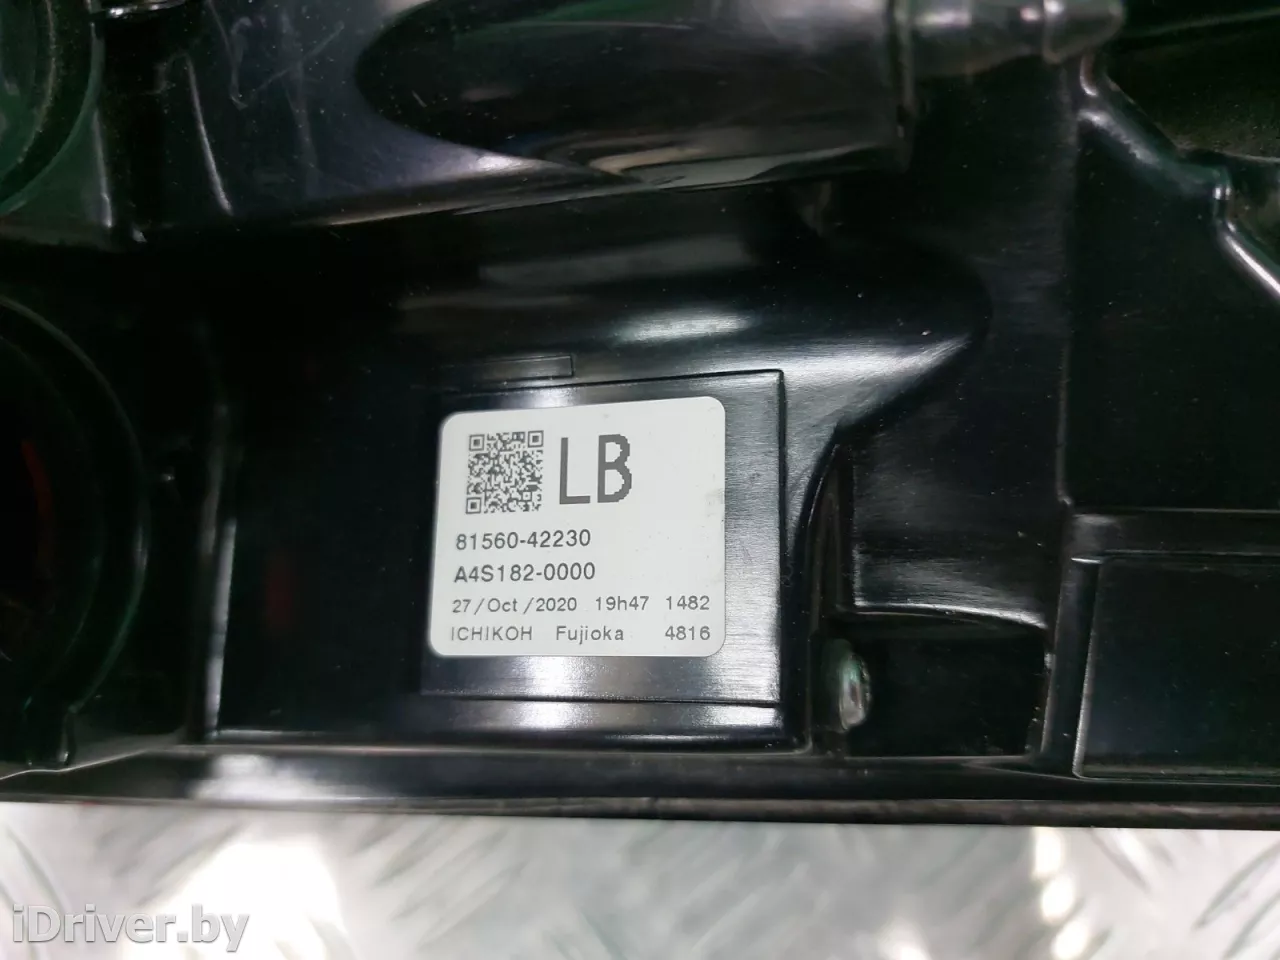 LB
81560-42230
A4S182-0000
27/Oct/2020 19h47 1482
ICHIKOH Fujioka 4816
iDriver.by